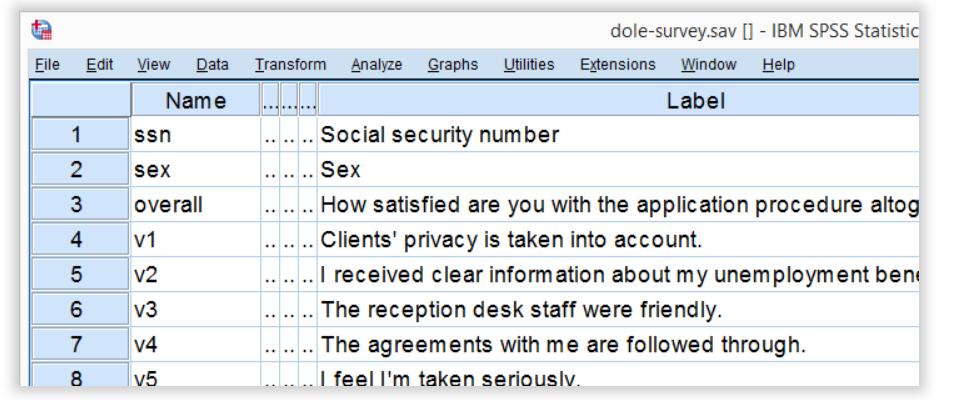 dole-survey.sav [] - IBM SPSS Statistic
File Edit View Data Transform Analyze Graphs Utilities Extensions Window Help
Name ... ... ... Label
1 ssn .. .. .. Social security number
2 sex .. .. .. Sex
3 overall .. .. .. How satisfied are you with the application procedure altog
4 v1 .. .. .. Clients' privacy is taken into account.
5 v2 .. .. .. I received clear information about my unemployment bene
6 v3 .. .. .. The reception desk staff were friendly.
7 v4 .. .. .. The agreements with me are followed through.
8 v5 .. .. .. I feel I'm taken seriously.